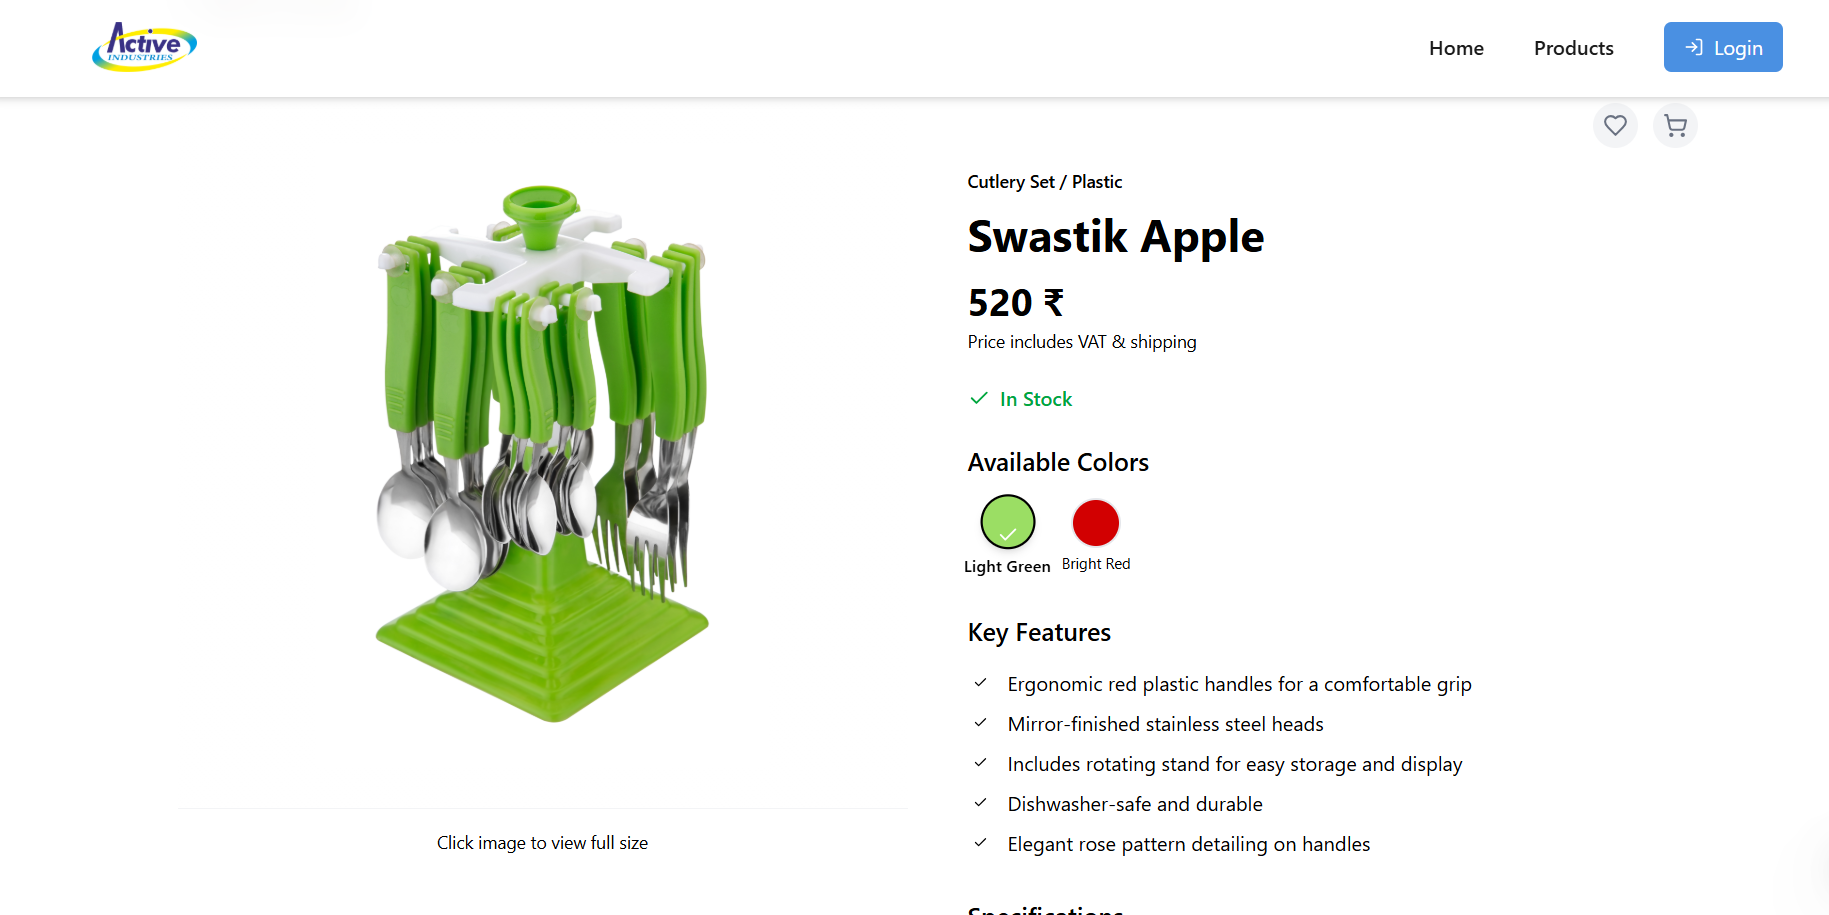 Active
INDUSTRIES
Home
Products
Login
Cutlery Set / Plastic
Swastik Apple
520 ₹
Price includes VAT & shipping
In Stock
Available Colors
Light Green
Bright Red
Key Features
Ergonomic red plastic handles for a comfortable grip
Mirror-finished stainless steel heads
Includes rotating stand for easy storage and display
Dishwasher-safe and durable
Elegant rose pattern detailing on handles
Click image to view full size
Specifications